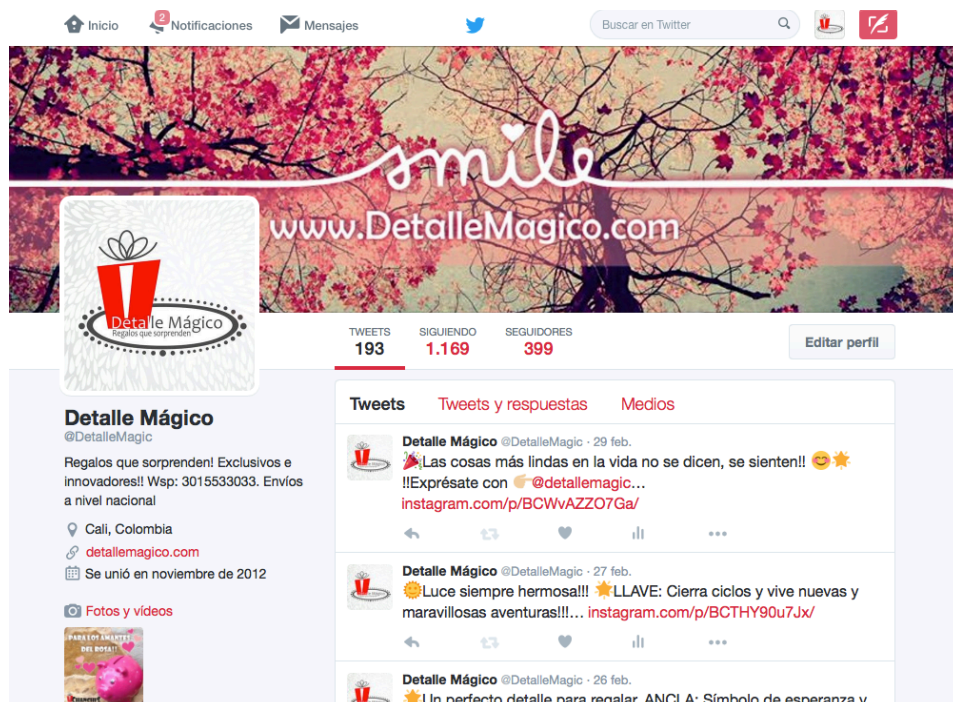 Inicio
2
Notificaciones
Mensajes
Buscar en Twitter
smile
www.DetalleMagico.com
Detalle Mágico
Regalos que sorprenden
TWEETS
193
SIGUIENDO
1.169
SEGUIDORES
399
Editar perfil
Detalle Mágico
@DetalleMagic
Regalos que sorprenden! Exclusivos e
innovadores!! Wsp: 3015533033. Envíos
a nivel nacional
Cali, Colombia
detallemagico.com
Se unió en noviembre de 2012
Fotos y vídeos
PARA LOS AMANTES
DEL ROSA!!
Tweets
Tweets y respuestas
Medios
Detalle Mágico @DetalleMagic · 29 feb.
🎉Las cosas más lindas en la vida no se dicen, se sienten!! 😊🌟
!!Exprésate con 👉🏼@detallemagic…
instagram.com/p/BCWvAZZO7Ga/
Detalle Mágico @DetalleMagic · 27 feb.
🌞Luce siempre hermosa!!! 🌟LLAVE: Cierra ciclos y vive nuevas y
maravillosas aventuras!!!… instagram.com/p/BCTHY90u7Jx/
Detalle Mágico @DetalleMagic · 26 feb.
🌟Un perfecto detalle para regalar. ANCLA: Símbolo de esperanza y